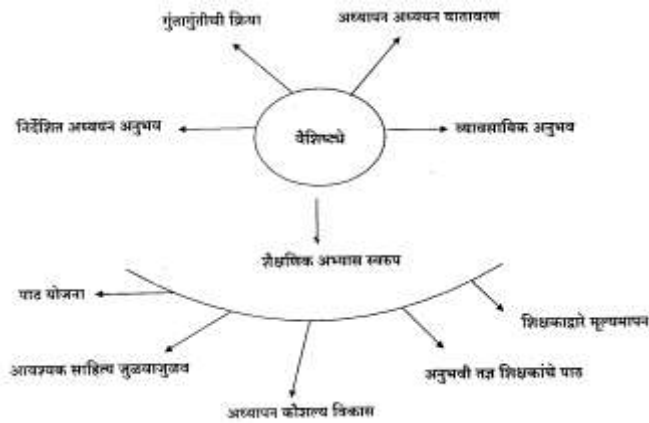 गुंतागुंतीची क्रिया
अध्यापन अध्ययन वातावरण
निर्देशित अध्ययन अनुभव
वैशिष्ट्ये
व्यावसायिक अनुभव
शैक्षणिक अभ्यास स्वरुप
पाठ योजना
शिक्षकाद्वारे मूल्यमापन
आवश्यक साहित्य जुळवाजुळव
अनुभवी तज्ञ शिक्षकांचे पाठ
अध्यापन कौशल्य विकास